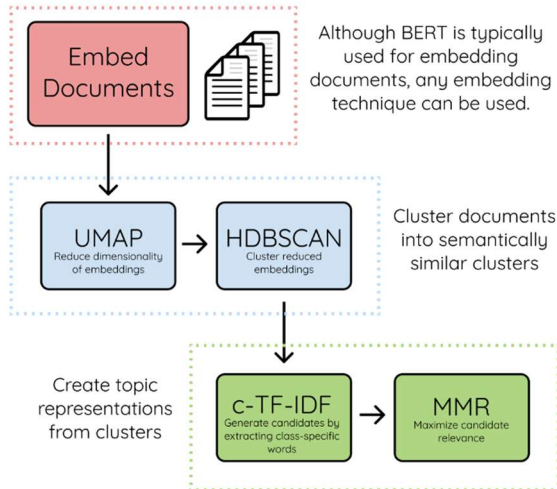 Embed
Documents
Although BERT is typically
used for embedding
documents, any embedding
technique can be used.
UMAP
Reduce dimensionality
of embeddings
HDBSCAN
Cluster reduced
embeddings
Cluster documents
into semantically
similar clusters
Create topic
representations
from clusters
c-TF-IDF
Generate candidates by
extracting class-specific
words
MMR
Maximize candidate
relevance